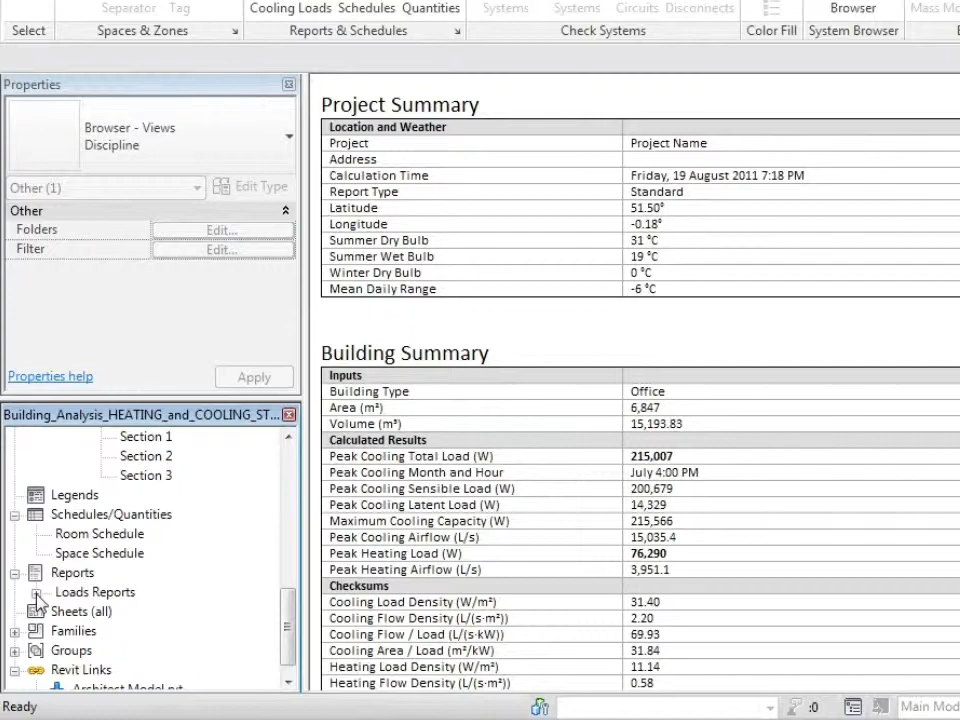 Separator Tag
Cooling Loads Schedules Quantities
Systems Systems Circuits Disconnects
Browser
Mass Mo
Select
Spaces & Zones
Reports & Schedules
Check Systems
Color Fill
System Browser
Properties
Browser - Views
Discipline
Other (1)
Edit Type
Other
Folders Edit...
Filter Edit...
Properties help
Apply
Building_Analysis_HEATING_and_COOLING_ST...
Section 1
Section 2
Section 3
Legends
Schedules/Quantities
Room Schedule
Space Schedule
Reports
Loads Reports
Sheets (all)
Families
Groups
Revit Links
Architect Model.rvt
Project Summary
Location and Weather
Project Project Name
Address
Calculation Time Friday, 19 August 2011 7:18 PM
Report Type Standard
Latitude 51.50°
Longitude -0.18°
Summer Dry Bulb 31 °C
Summer Wet Bulb 19 °C
Winter Dry Bulb 0 °C
Mean Daily Range -6 °C
Building Summary
Inputs
Building Type Office
Area (m²) 6,847
Volume (m³) 15,193.83
Calculated Results
Peak Cooling Total Load (W) 215,007
Peak Cooling Month and Hour July 4:00 PM
Peak Cooling Sensible Load (W) 200,679
Peak Cooling Latent Load (W) 14,329
Maximum Cooling Capacity (W) 215,566
Peak Cooling Airflow (L/s) 15,035.4
Peak Heating Load (W) 76,290
Peak Heating Airflow (L/s) 3,951.1
Checksums
Cooling Load Density (W/m²) 31.40
Cooling Flow Density (L/(s·m²)) 2.20
Cooling Flow / Load (L/(s·kW)) 69.93
Cooling Area / Load (m²/kW) 31.84
Heating Load Density (W/m²) 11.14
Heating Flow Density (L/(s·m²)) 0.58
Ready
:0
Main Mod